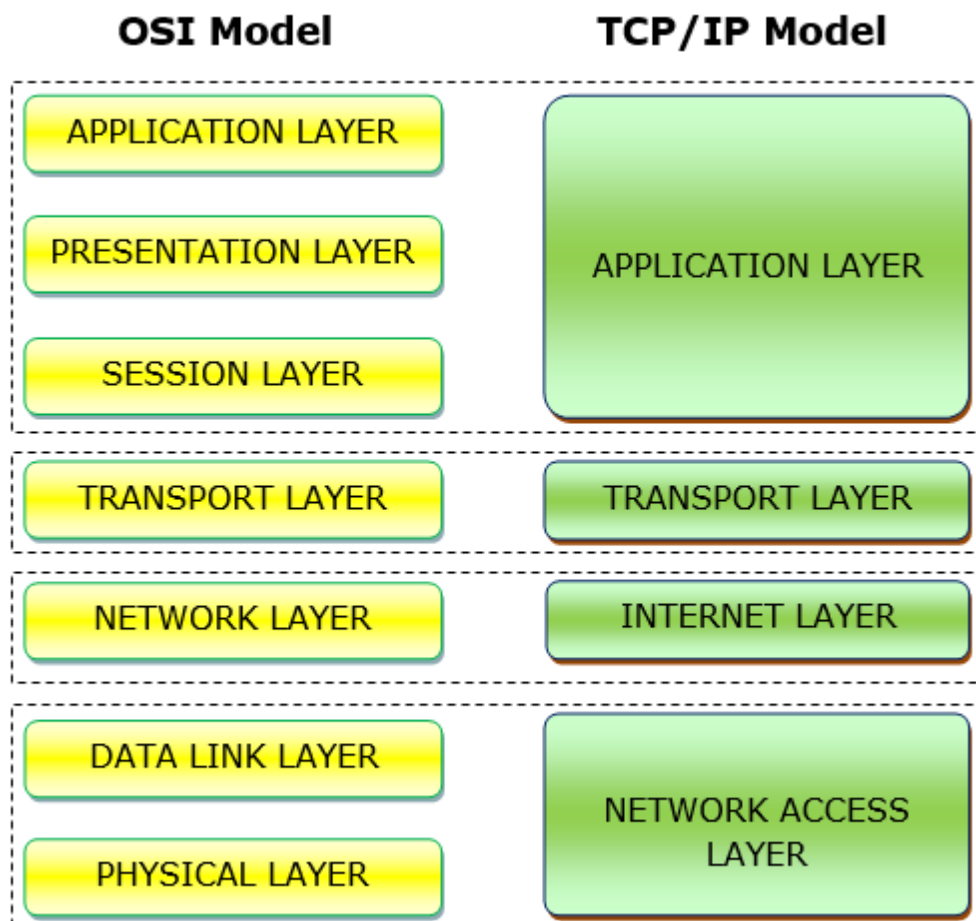 OSI Model
TCP/IP Model
APPLICATION LAYER
PRESENTATION LAYER
SESSION LAYER
APPLICATION LAYER
TRANSPORT LAYER
TRANSPORT LAYER
NETWORK LAYER
INTERNET LAYER
DATA LINK LAYER
PHYSICAL LAYER
NETWORK ACCESS
LAYER